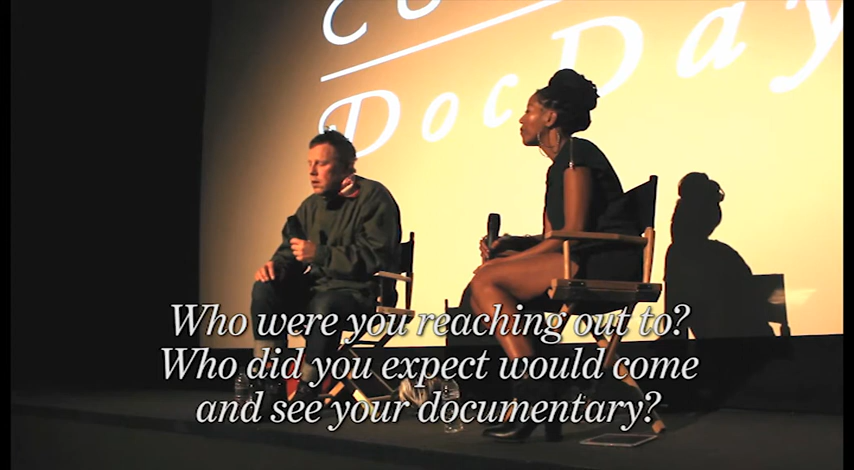 DocDay
Who were you reaching out to?
Who did you expect would come
and see your documentary?